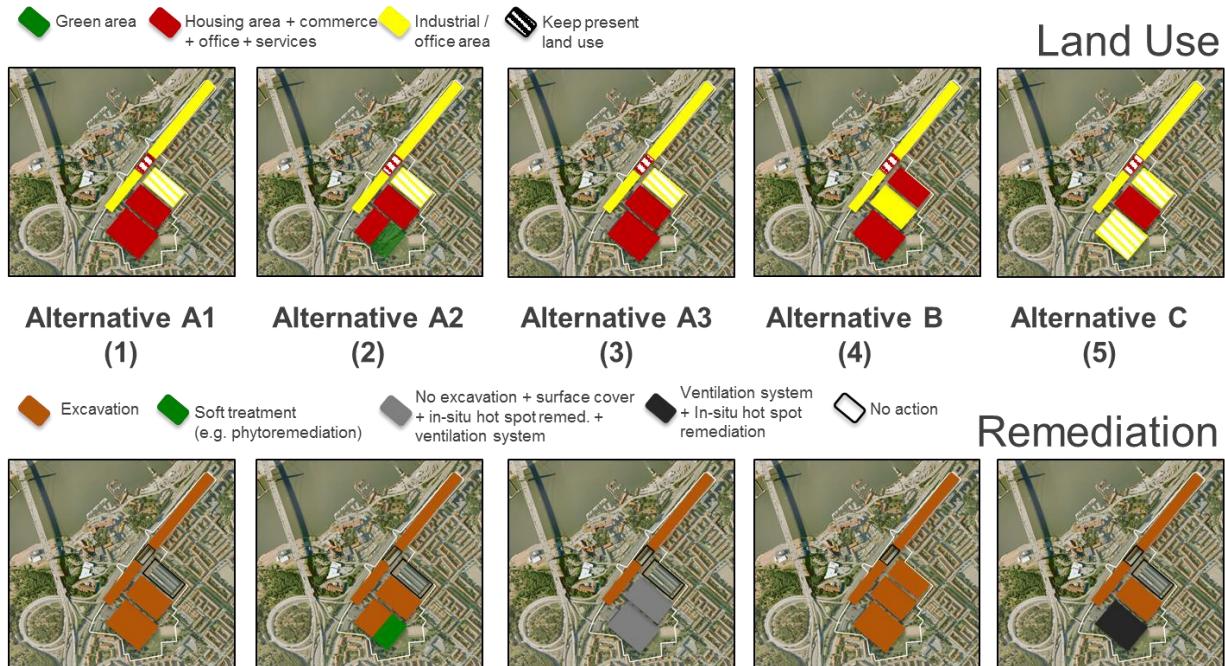 Green area
Housing area + commerce
+ office + services
Industrial /
office area
Keep present
land use
Land Use
Alternative A1
(1)
Alternative A2
(2)
Alternative A3
(3)
Alternative B
(4)
Alternative C
(5)
Excavation
Soft treatment
(e.g. phytoremediation)
No excavation + surface cover
+ in-situ hot spot remed. +
ventilation system
Ventilation system
+ In-situ hot spot
remediation
No action
Remediation